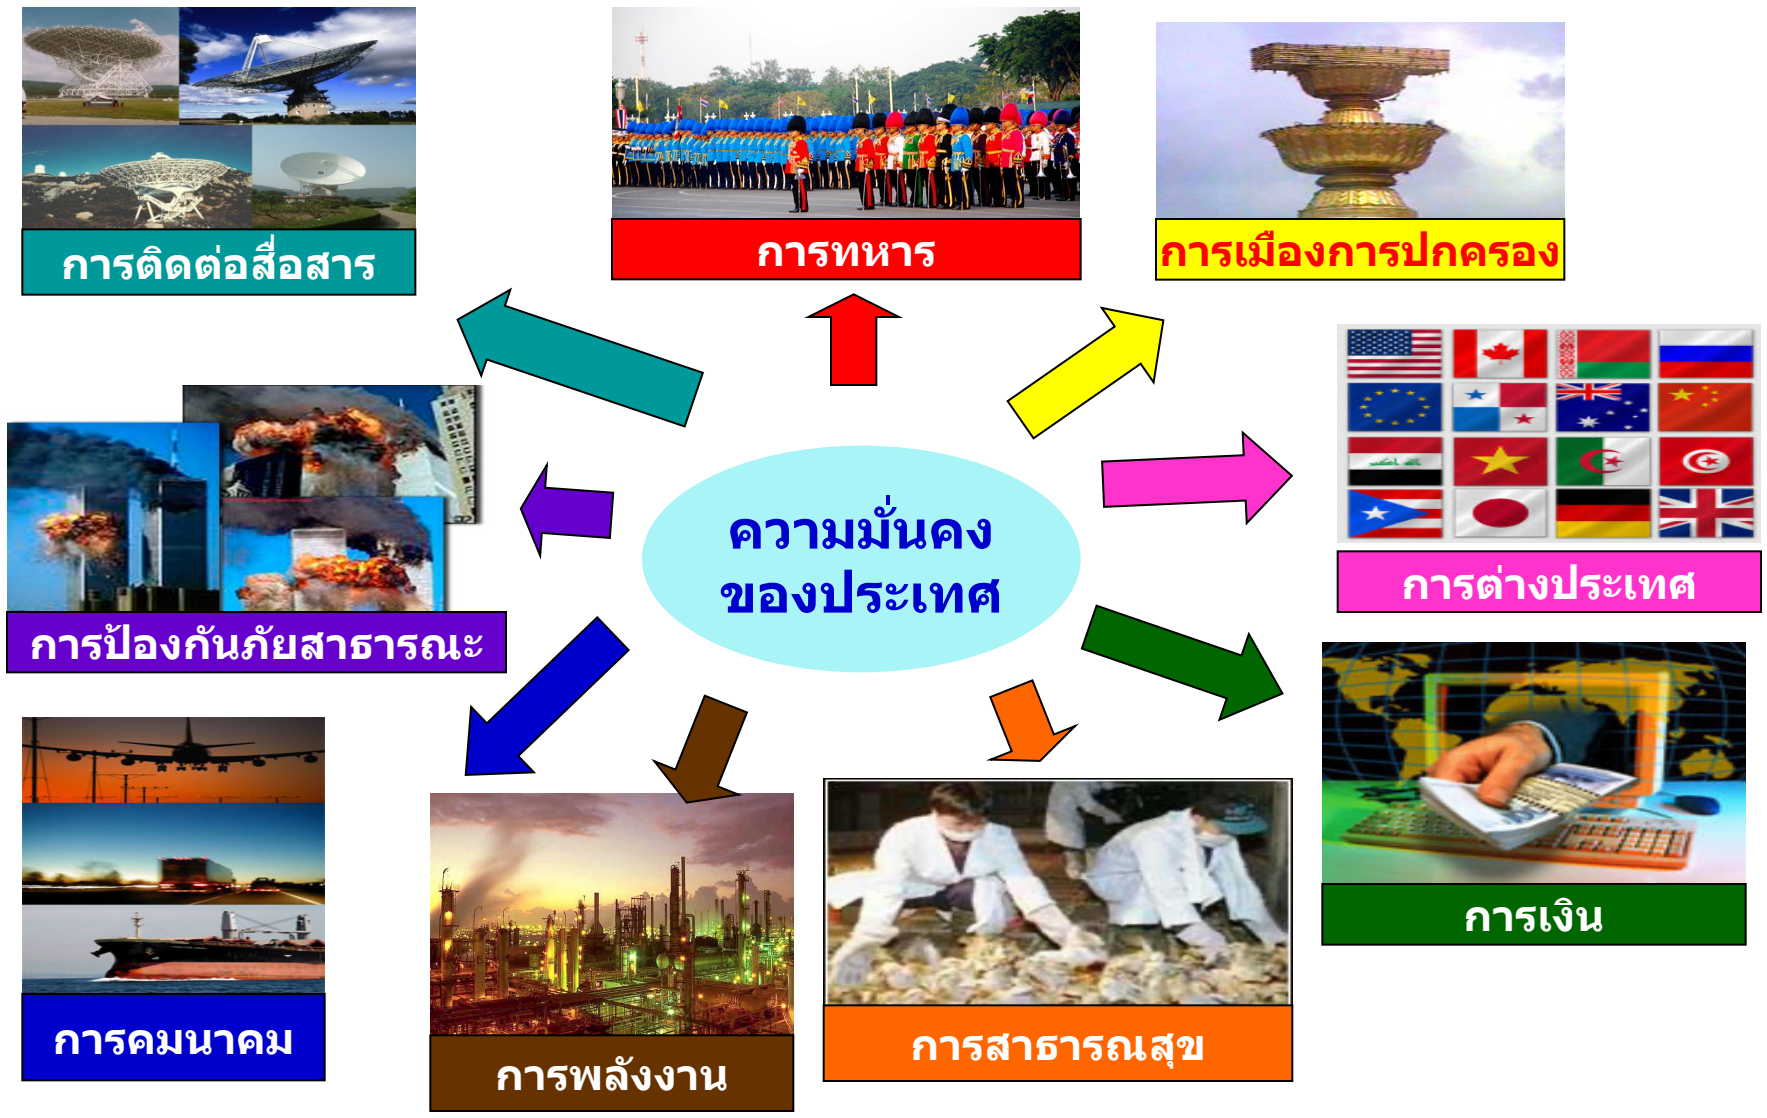 การติดต่อสื่อสาร
การทหาร
การเมืองการปกครอง
ความมั่นคง
ของประเทศ
การต่างประเทศ
การป้องกันภัยสาธารณะ
การเงิน
การคมนาคม
การพลังงาน
การสาธารณสุข